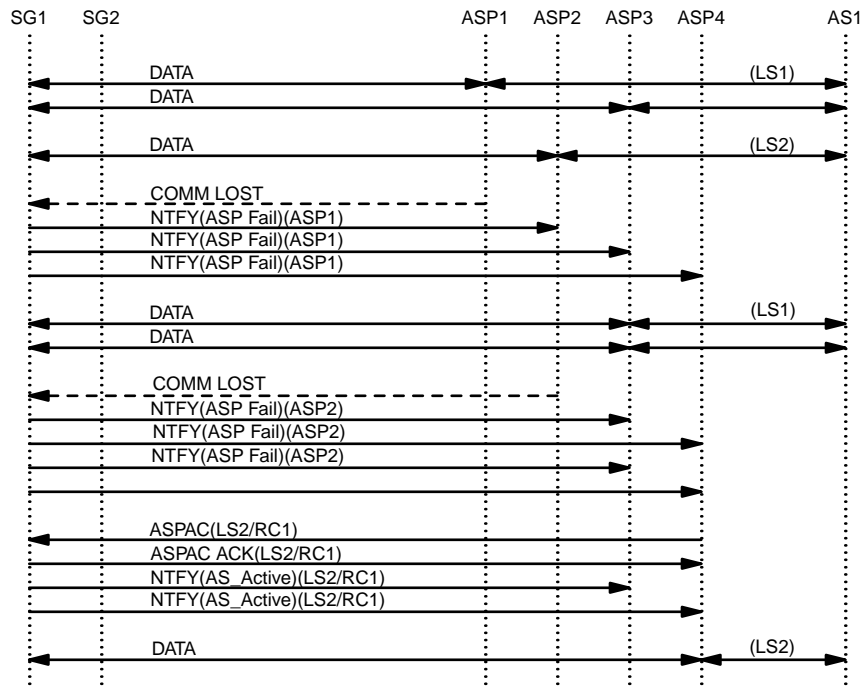 SG1 SG2 ASP1 ASP2 ASP3 ASP4 AS1
DATA (LS1)
DATA
DATA (LS2)
COMM LOST
NTFY(ASP Fail)(ASP1)
NTFY(ASP Fail)(ASP1)
NTFY(ASP Fail)(ASP1)
DATA (LS1)
DATA
COMM LOST
NTFY(ASP Fail)(ASP2)
NTFY(ASP Fail)(ASP2)
NTFY(ASP Fail)(ASP2)
ASPAC(LS2/RC1)
ASPAC ACK(LS2/RC1)
NTFY(AS_Active)(LS2/RC1)
NTFY(AS_Active)(LS2/RC1)
DATA (LS2)